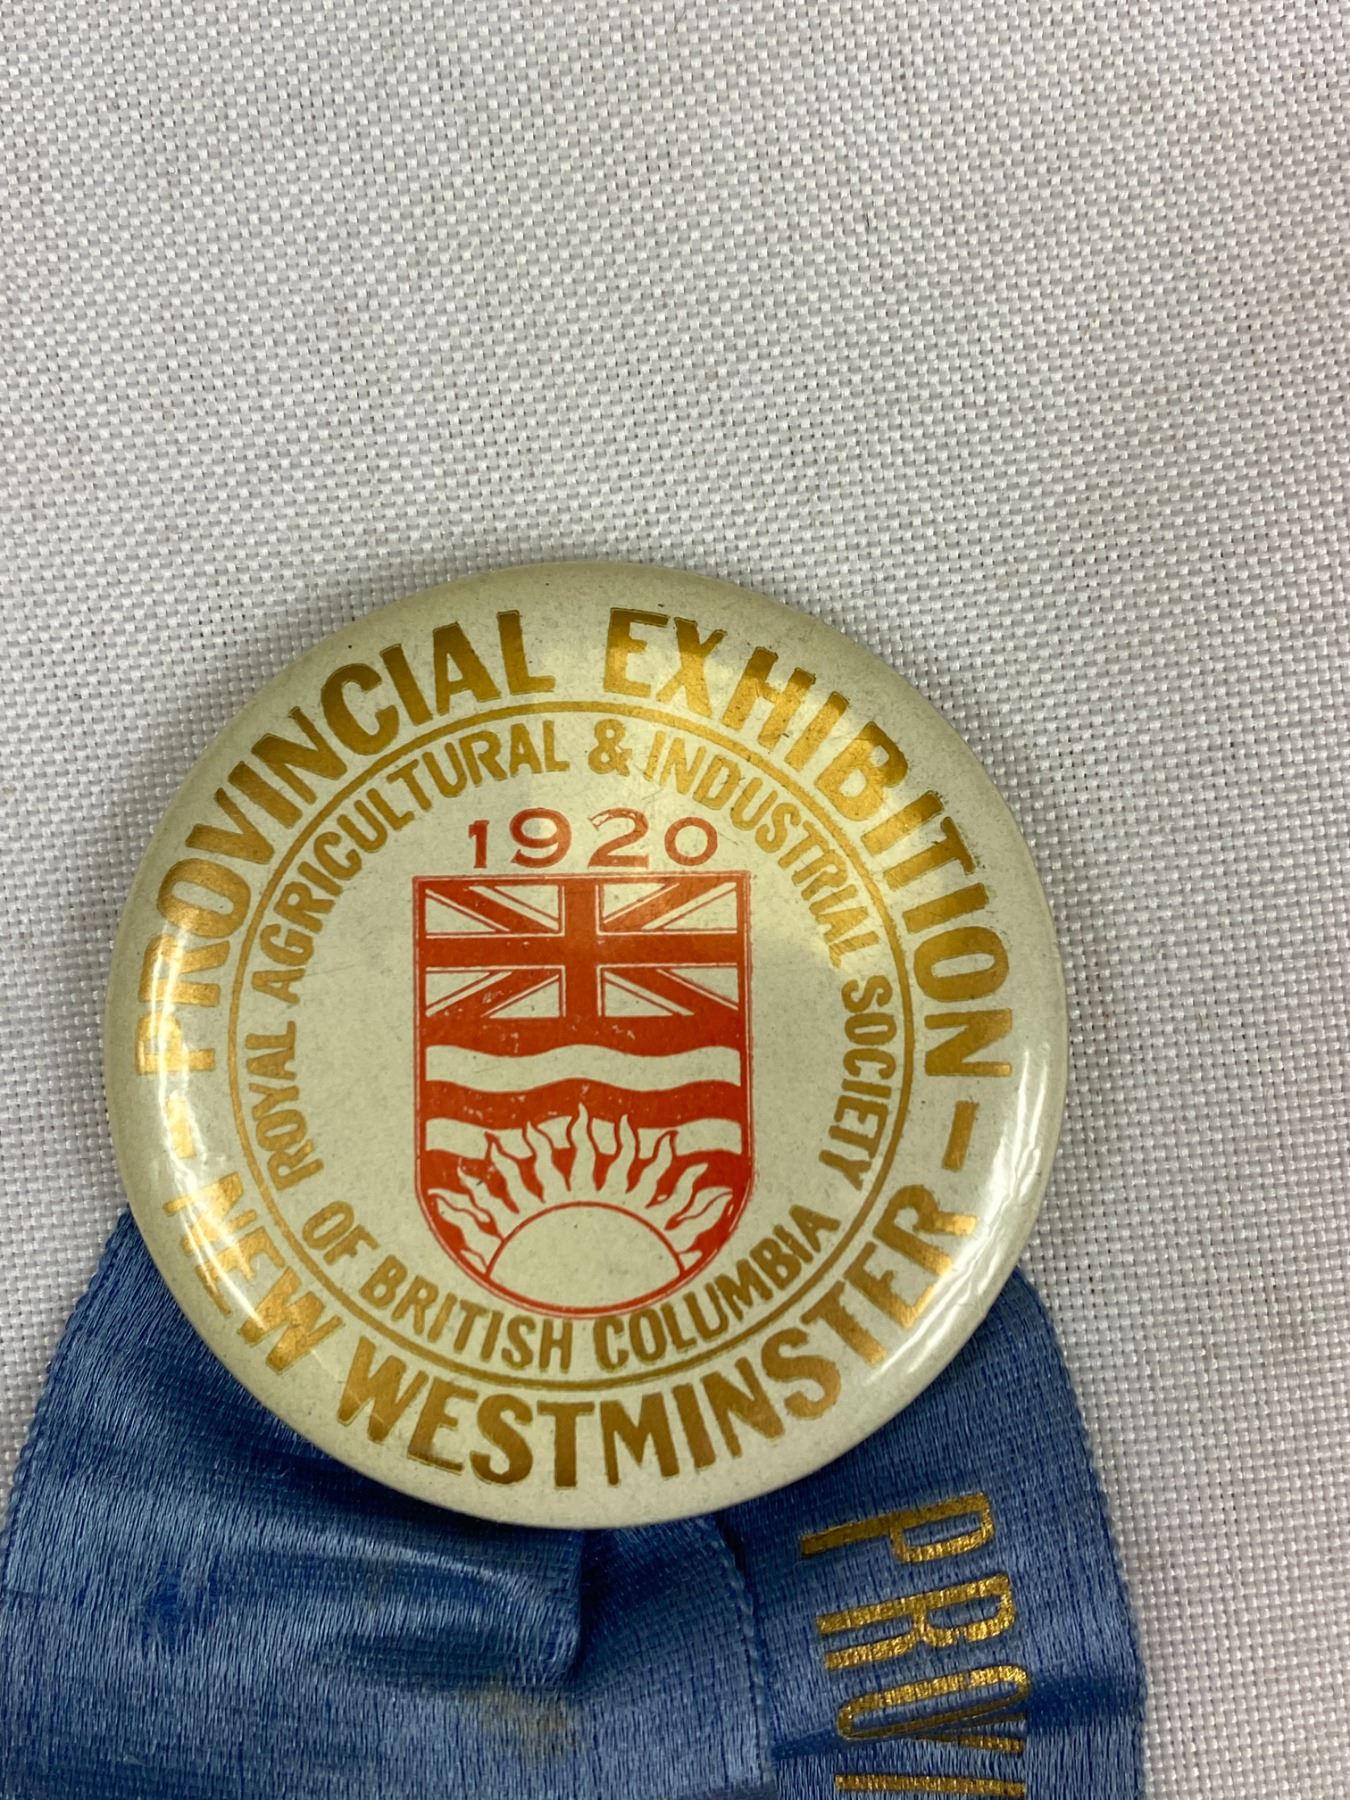 PROVINCIAL EXHIBITION
– NEW WESTMINSTER –
ROYAL AGRICULTURAL & INDUSTRIAL SOCIETY
OF BRITISH COLUMBIA
1920
PROVI